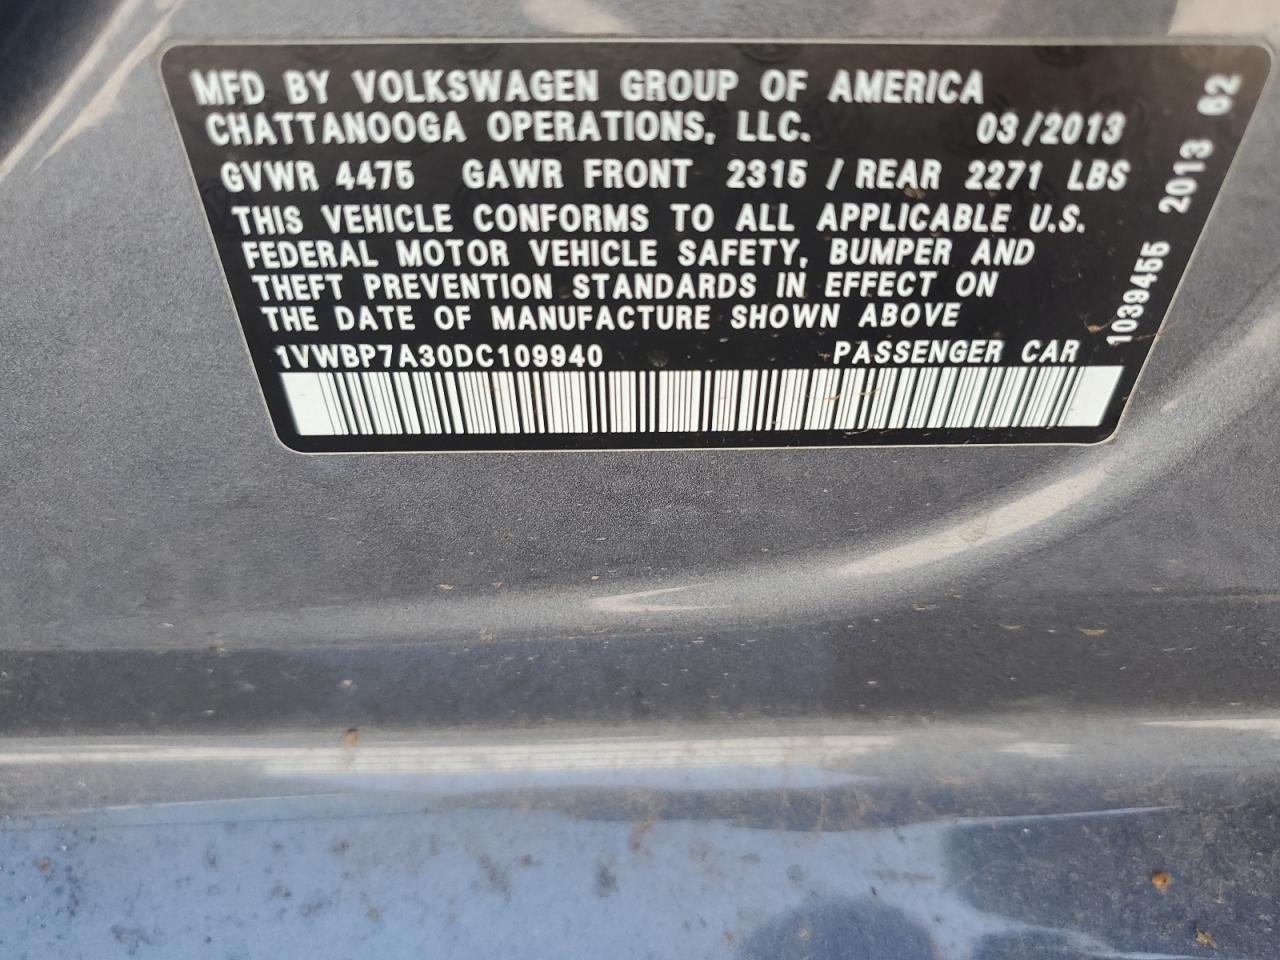 MFD BY VOLKSWAGEN GROUP OF AMERICA
CHATTANOOGA OPERATIONS, LLC. 03/2013
GVWR 4475 GAWR FRONT 2315 / REAR 2271 LBS
THIS VEHICLE CONFORMS TO ALL APPLICABLE U.S.
FEDERAL MOTOR VEHICLE SAFETY, BUMPER AND
THEFT PREVENTION STANDARDS IN EFFECT ON
THE DATE OF MANUFACTURE SHOWN ABOVE
1VWBP7A30DC109940 PASSENGER CAR
1039455 2013 62